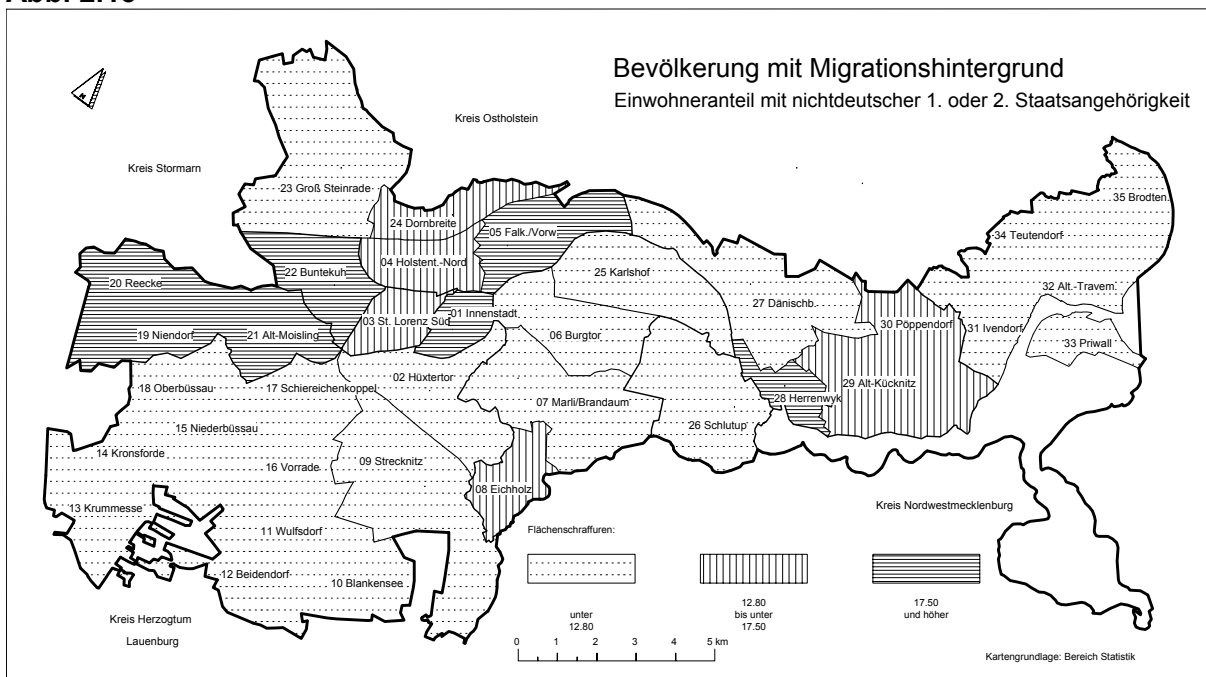 Bevölkerung mit Migrationshintergrund
Einwohneranteil mit nichtdeutscher 1. oder 2. Staatsangehörigkeit
N
Kreis Ostholstein
Kreis Stormarn
23 Groß Steinrade
35 Brodten.
24 Dornbreite
05 Falk./Vorw
34 Teutendorf
04 Holstent.-Nord
22 Buntekuh
25 Karlshof
20 Reecke
32 Alt.-Travem.
27 Dänischb.
01 Innenstadt
03 St. Lorenz Süd
30 Pöppendorf
31 Ivendorf
19 Niendorf
21 Alt-Moisling
06 Burgtor
33 Priwall
02 Hüxtertor
18 Oberbüssau
17 Schiereichenkoppel
29 Alt-Kücknitz
28 Herrenwyk
07 Marli/Brandaum
15 Niederbüssau
26 Schlutup
14 Kronsforde
16 Vorrade
09 Strecknitz
08 Eichholz
13 Krummesse
Kreis Nordwestmecklenburg
11 Wulfsdorf
Flächenschraffuren:
12 Beidendorf
10 Blankensee
unter
12.80
12.80
bis unter
17.50
17.50
und höher
Kreis Herzogtum
Lauenburg
0 1 2 3 4 5 km
Kartengrundlage: Bereich Statistik